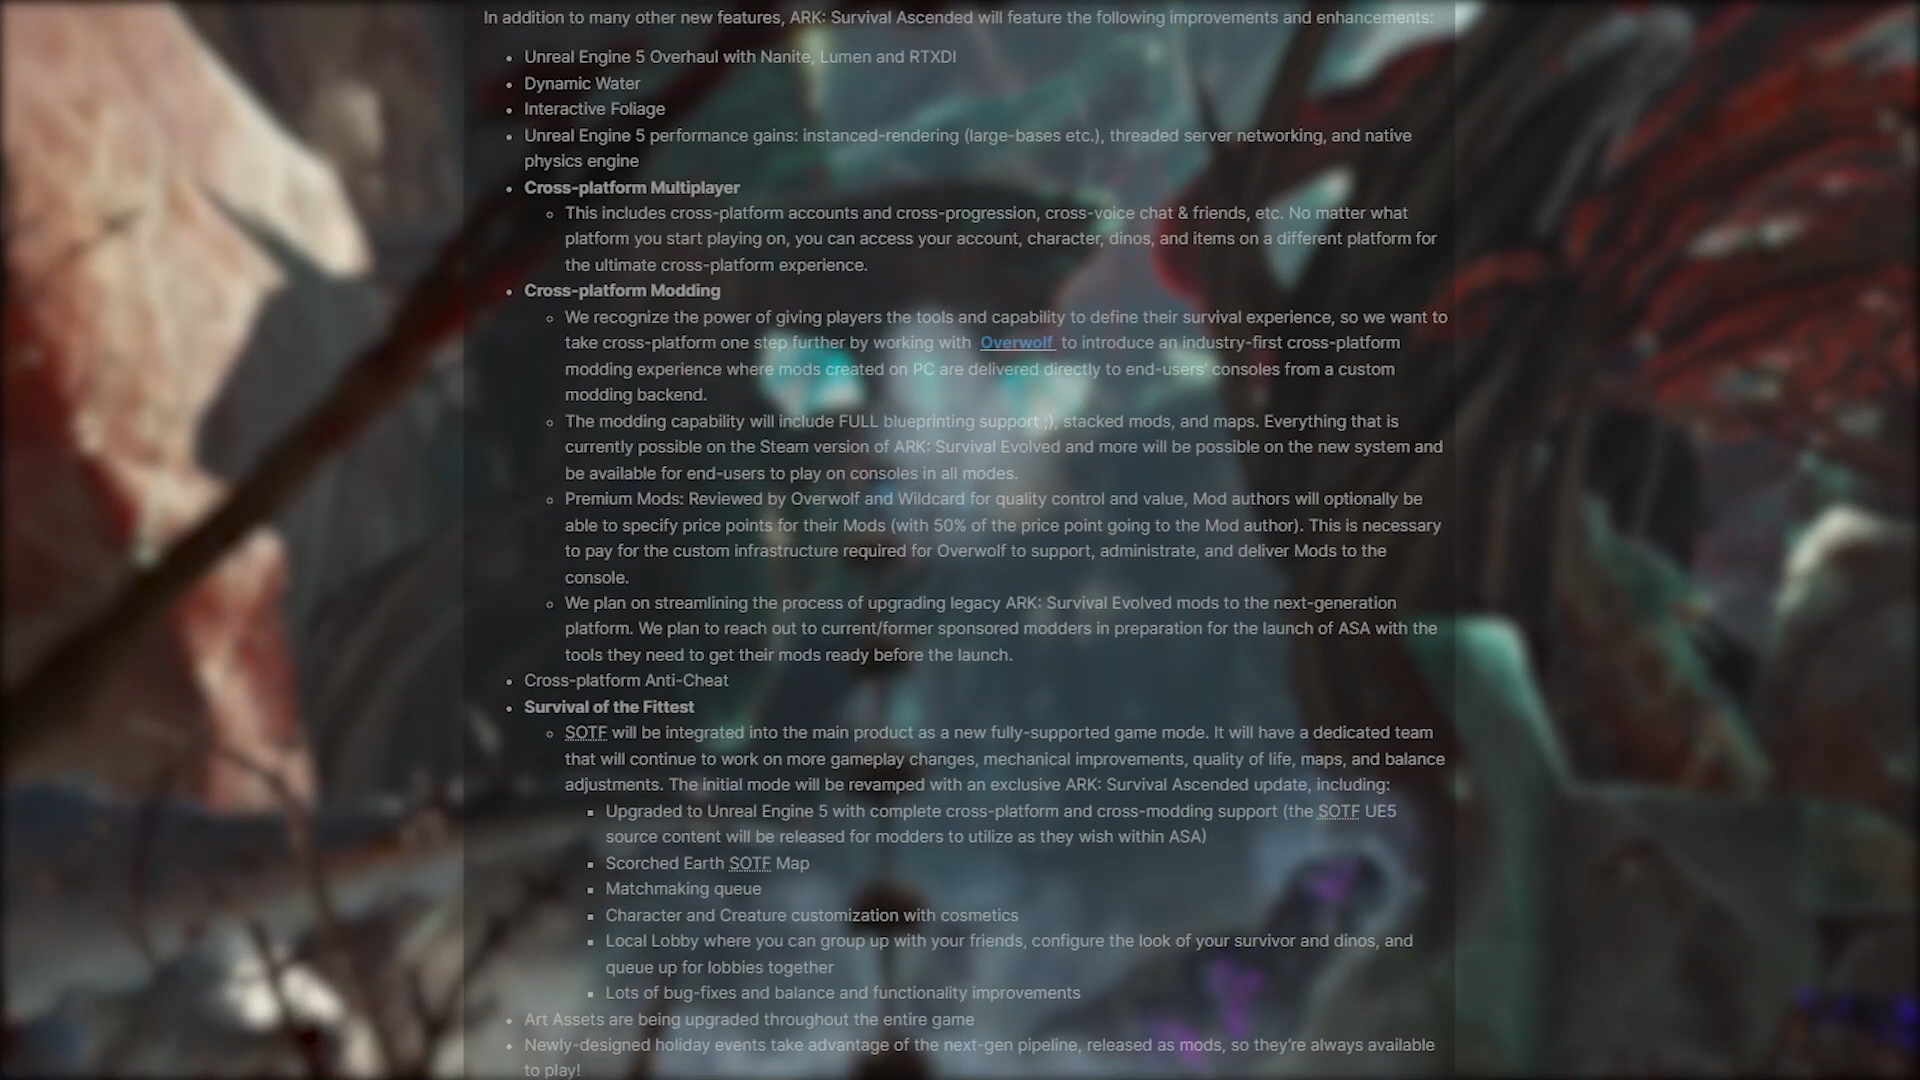 In addition to many other new features, ARK: Survival Ascended will feature the following improvements and enhancements:
• Unreal Engine 5 Overhaul with Nanite, Lumen and RTXDI
• Dynamic Water
• Interactive Foliage
• Unreal Engine 5 performance gains: instanced-rendering (large-bases etc.), threaded server networking, and native
physics engine
• Cross-platform Multiplayer
◦ This includes cross-platform accounts and cross-progression, cross-voice chat & friends, etc. No matter what
platform you start playing on, you can access your account, character, dinos, and items on a different platform for
the ultimate cross-platform experience.
• Cross-platform Modding
◦ We recognize the power of giving players the tools and capability to define their survival experience, so we want to
take cross-platform one step further by working with Overwolf to introduce an industry-first cross-platform
modding experience where mods created on PC are delivered directly to end-users' consoles from a custom
modding backend.
◦ The modding capability will include FULL blueprinting support ;), stacked mods, and maps. Everything that is
currently possible on the Steam version of ARK: Survival Evolved and more will be possible on the new system and
be available for end-users to play on consoles in all modes.
◦ Premium Mods: Reviewed by Overwolf and Wildcard for quality control and value, Mod authors will optionally be
able to specify price points for their Mods (with 50% of the price point going to the Mod author). This is necessary
to pay for the custom infrastructure required for Overwolf to support, administrate, and deliver Mods to the
console.
◦ We plan on streamlining the process of upgrading legacy ARK: Survival Evolved mods to the next-generation
platform. We plan to reach out to current/former sponsored modders in preparation for the launch of ASA with the
tools they need to get their mods ready before the launch.
• Cross-platform Anti-Cheat
• Survival of the Fittest
◦ SOTF will be integrated into the main product as a new fully-supported game mode. It will have a dedicated team
that will continue to work on more gameplay changes, mechanical improvements, quality of life, maps, and balance
adjustments. The initial mode will be revamped with an exclusive ARK: Survival Ascended update, including:
▪ Upgraded to Unreal Engine 5 with complete cross-platform and cross-modding support (the SOTF UE5
source content will be released for modders to utilize as they wish within ASA)
▪ Scorched Earth SOTF Map
▪ Matchmaking queue
▪ Character and Creature customization with cosmetics
▪ Local Lobby where you can group up with your friends, configure the look of your survivor and dinos, and
queue up for lobbies together
▪ Lots of bug-fixes and balance and functionality improvements
• Art Assets are being upgraded throughout the entire game
• Newly-designed holiday events take advantage of the next-gen pipeline, released as mods, so they're always available
to play!